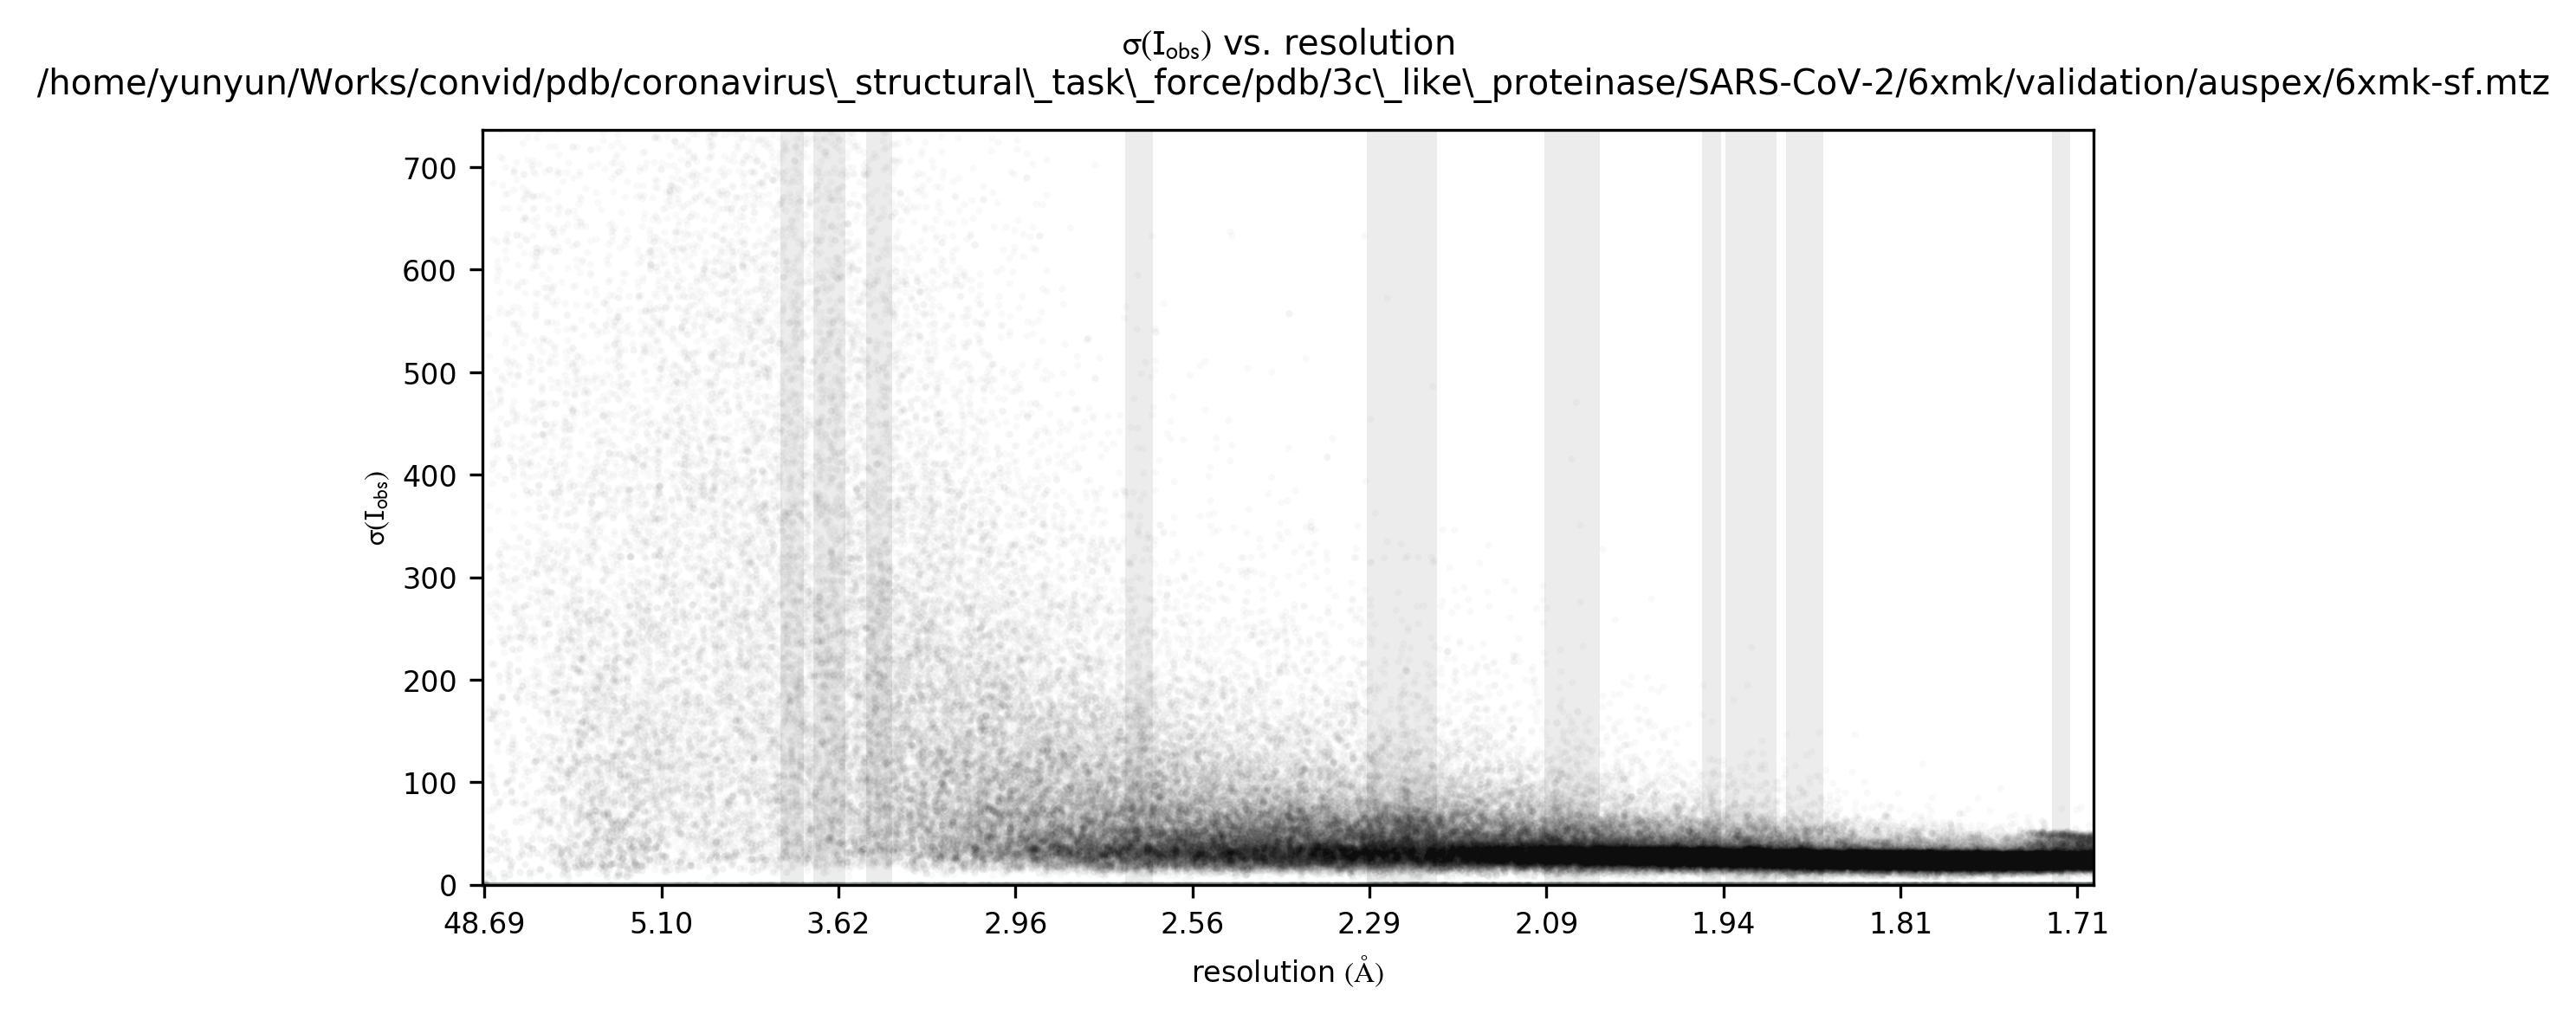 σ(Iobs) vs. resolution
/home/yunyun/Works/convid/pdb/coronavirus\_structural\_task\_force/pdb/3c\_like\_proteinase/SARS-CoV-2/6xmk/validation/auspex/6xmk-sf.mtz
700
600
500
400
300
200
100
0
σ(Iobs)
48.69 5.10 3.62 2.96 2.56 2.29 2.09 1.94 1.81 1.71
resolution (Å)